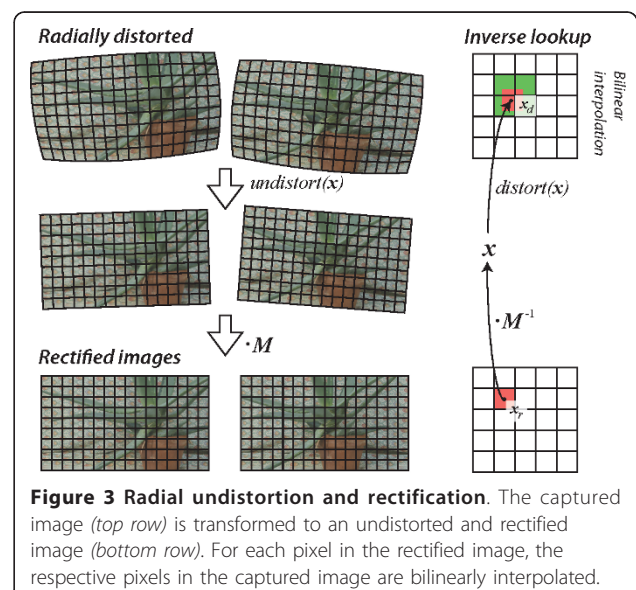 Radially distorted
Inverse lookup
Bilinear
interpolation
x_d
undistort(x)
distort(x)
x
·M
·M⁻¹
Rectified images
x_r
Figure 3 Radial undistortion and rectification. The captured
image (top row) is transformed to an undistorted and rectified
image (bottom row). For each pixel in the rectified image, the
respective pixels in the captured image are bilinearly interpolated.